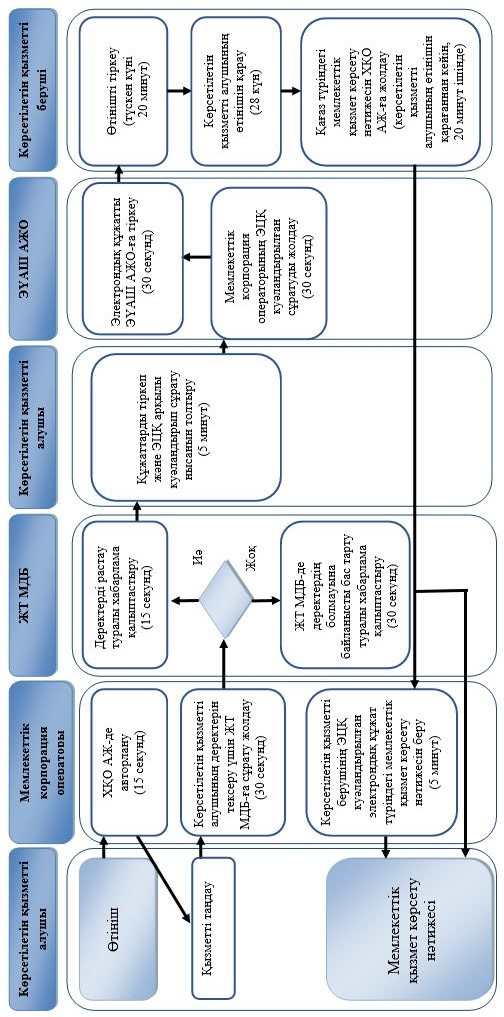 Көрсетілетін қызметті
алушы
Мемлекеттік
корпорация
операторы
ЖТ МДБ
Көрсетілетін қызметті
алушы
ЭҮАШ АЖО
Көрсетілетін қызметті
беруші
Өтініш
Қызметті таңдау
Мемлекеттік
қызмет көрсету
нәтижесі
ХҚО АЖ-де
авторлану
(15 секунд)
Көрсетілетін қызметті
алушының деректерін
тексеру үшін ЖТ
МДБ-ға сұрату жолдау
(30 секунд)
Көрсетілетін қызметті
берушінің ЭЦҚ
куәландырылған
электрондық құжат
түріндегі мемлекеттік
қызмет көрсету
нәтижесін беру
(5 минут)
Деректерді растау
туралы хабарлама
қалыптастыру
(15 секунд)
Иә
Жоқ
ЖТ МДБ-де
деректердің
болмауына
байланысты бас тарту
туралы хабарлама
қалыптастыру
(30 секунд)
Құжаттарды тіркеп
және ЭЦҚ арқылы
куәландырып сұрату
нысанын толтыру
(5 минут)
Электрондық құжатты
ЭҮАШ АЖО-ға тіркеу
(30 секунд)
Мемлекеттік
корпорация
операторының ЭЦҚ
куәландырылған
сұратуды жолдау
(30 секунд)
Өтінішті тіркеу
(түскен күні
20 минут)
Көрсетілетін
қызметті алушының
өтінішін қарау
(28 күн)
Қағаз түріндегі
мемлекеттік
қызмет көрсету
нәтижесін ХҚО
АЖ-ға жолдау
(көрсетілетін
қызметті
алушының өтінішін
қарағаннан кейін,
20 минут ішінде)